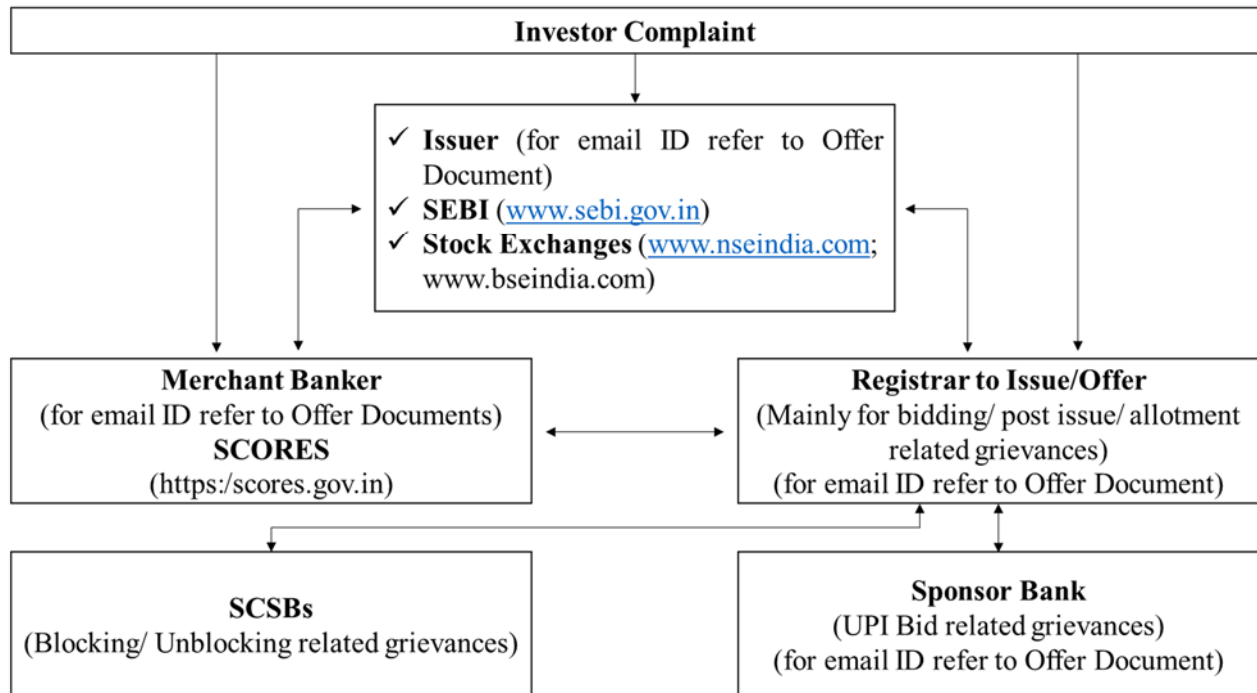 Investor Complaint
✓ Issuer (for email ID refer to Offer
Document)
✓ SEBI (www.sebi.gov.in)
✓ Stock Exchanges (www.nseindia.com;
www.bseindia.com)
Merchant Banker
(for email ID refer to Offer Documents)
SCORES
(https:/scores.gov.in)
Registrar to Issue/Offer
(Mainly for bidding/ post issue/ allotment
related grievances)
(for email ID refer to Offer Document)
SCSBs
(Blocking/ Unblocking related grievances)
Sponsor Bank
(UPI Bid related grievances)
(for email ID refer to Offer Document)